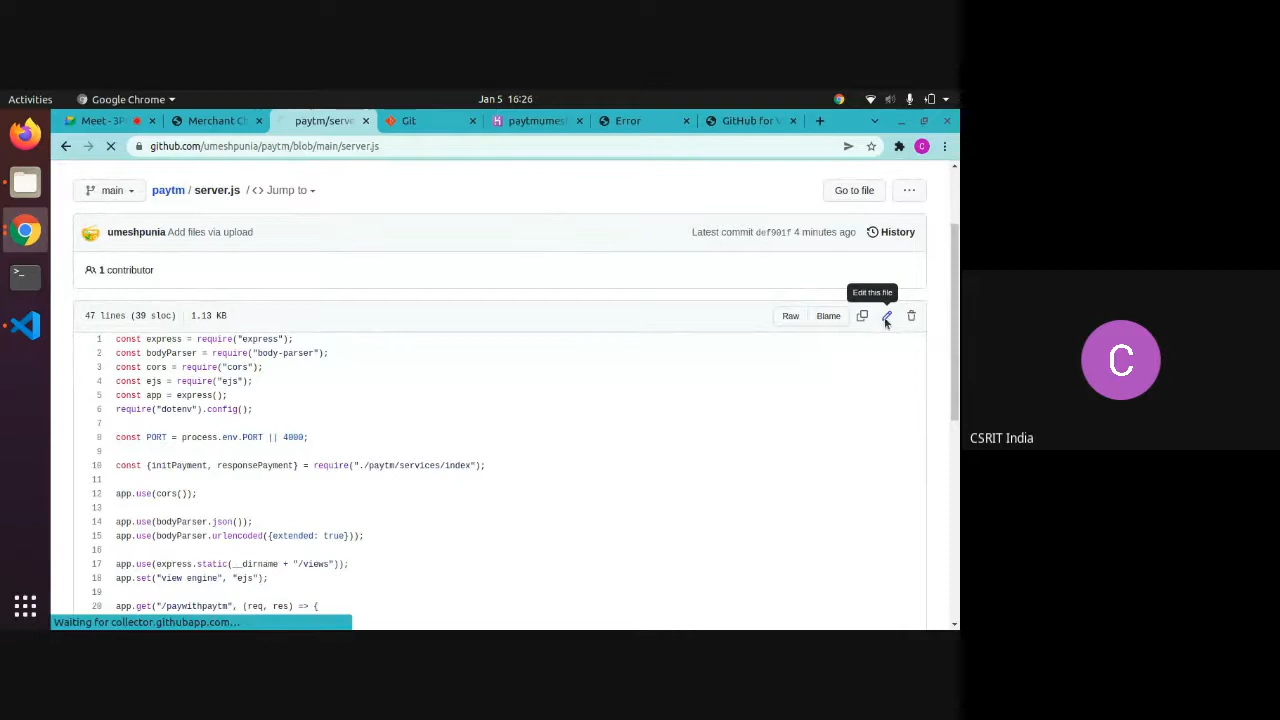 Activities
Google Chrome
Jan 5 16:26
Meet - 3P
Merchant Ch
paytm/serve
Git
paytmumesh
Error
GitHub for V
github.com/umeshpunia/paytm/blob/main/server.js
C
main
paytm / server.js / <> Jump to
Go to file
...
umeshpunia Add files via upload
Latest commit def901f 4 minutes ago
History
1 contributor
Edit this file
47 lines (39 sloc) | 1.13 KB
Raw
Blame
1 const express = require("express");
2 const bodyParser = require("body-parser");
3 const cors = require("cors");
4 const ejs = require("ejs");
5 const app = express();
6 require("dotenv").config();
7
8 const PORT = process.env.PORT || 4000;
9
10 const {initPayment, responsePayment} = require("./paytm/services/index");
11
12 app.use(cors());
13
14 app.use(bodyParser.json());
15 app.use(bodyParser.urlencoded({extended: true}));
16
17 app.use(express.static(__dirname + "/views"));
18 app.set("view engine", "ejs");
19
20 app.get("/paywithpaytm", (req, res) => {
Waiting for collector.githubapp.com...
C
CSRIT India